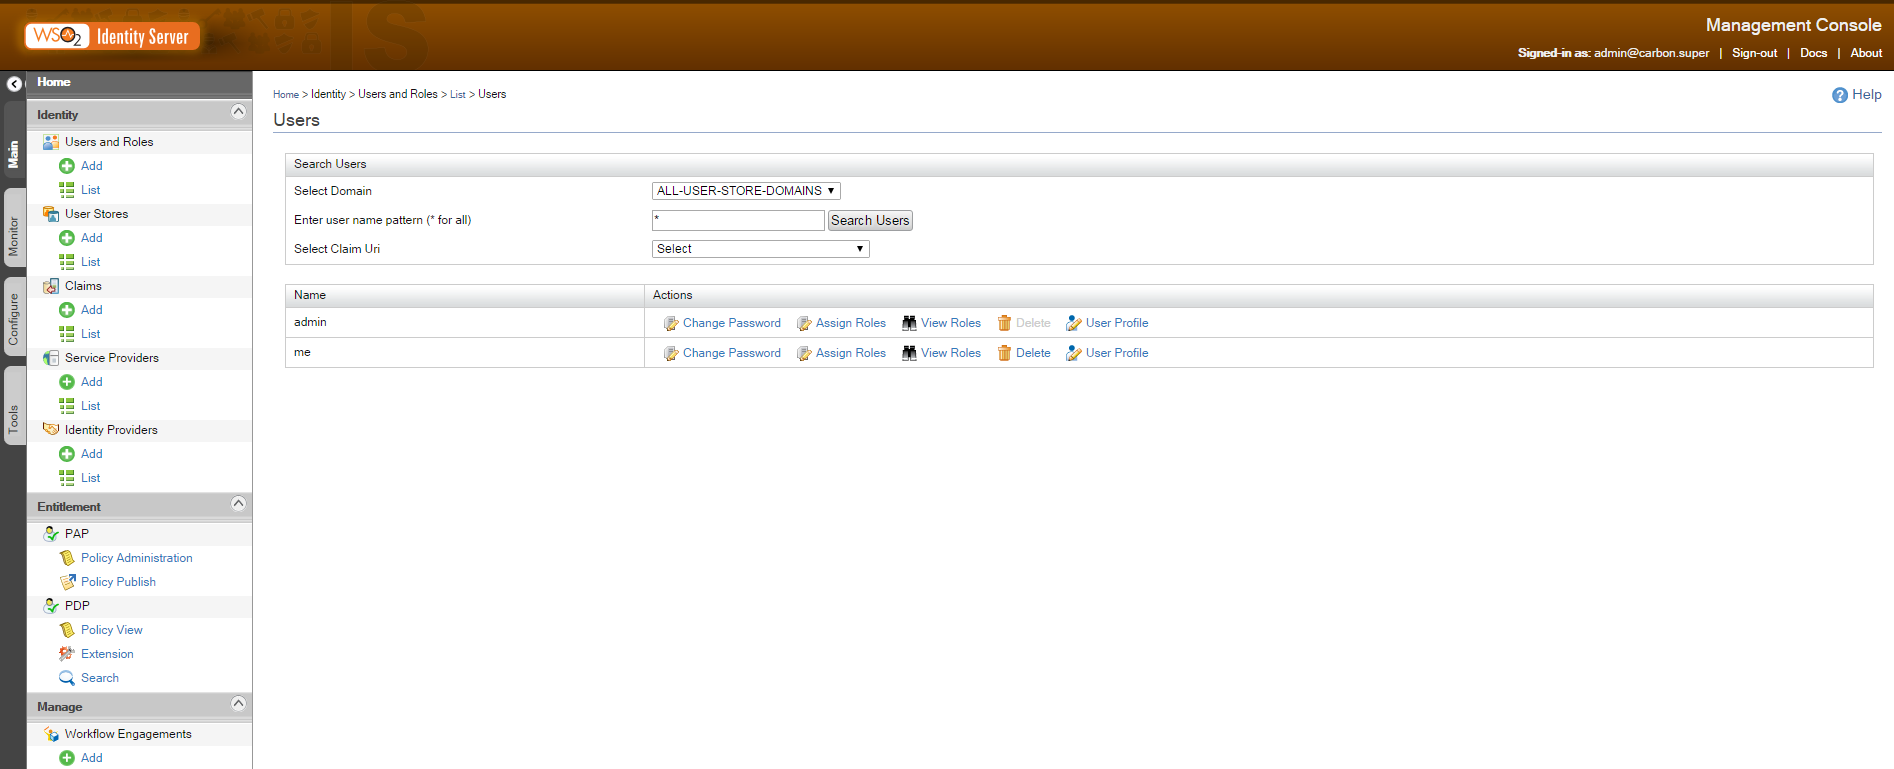 WSO2 Identity Server
Management Console
Signed-in as: admin@carbon.super | Sign-out | Docs | About
Main
Monitor
Configure
Tools
Home
Identity
Users and Roles
Add
List
User Stores
Add
List
Claims
Add
List
Service Providers
Add
List
Identity Providers
Add
List
Entitlement
PAP
Policy Administration
Policy Publish
PDP
Policy View
Extension
Search
Manage
Workflow Engagements
Add
Home > Identity > Users and Roles > List > Users
Help
Users
Search Users
Select Domain ALL-USER-STORE-DOMAINS
Enter user name pattern (* for all) * Search Users
Select Claim Uri Select
Name Actions
admin Change Password Assign Roles View Roles Delete User Profile
me Change Password Assign Roles View Roles Delete User Profile